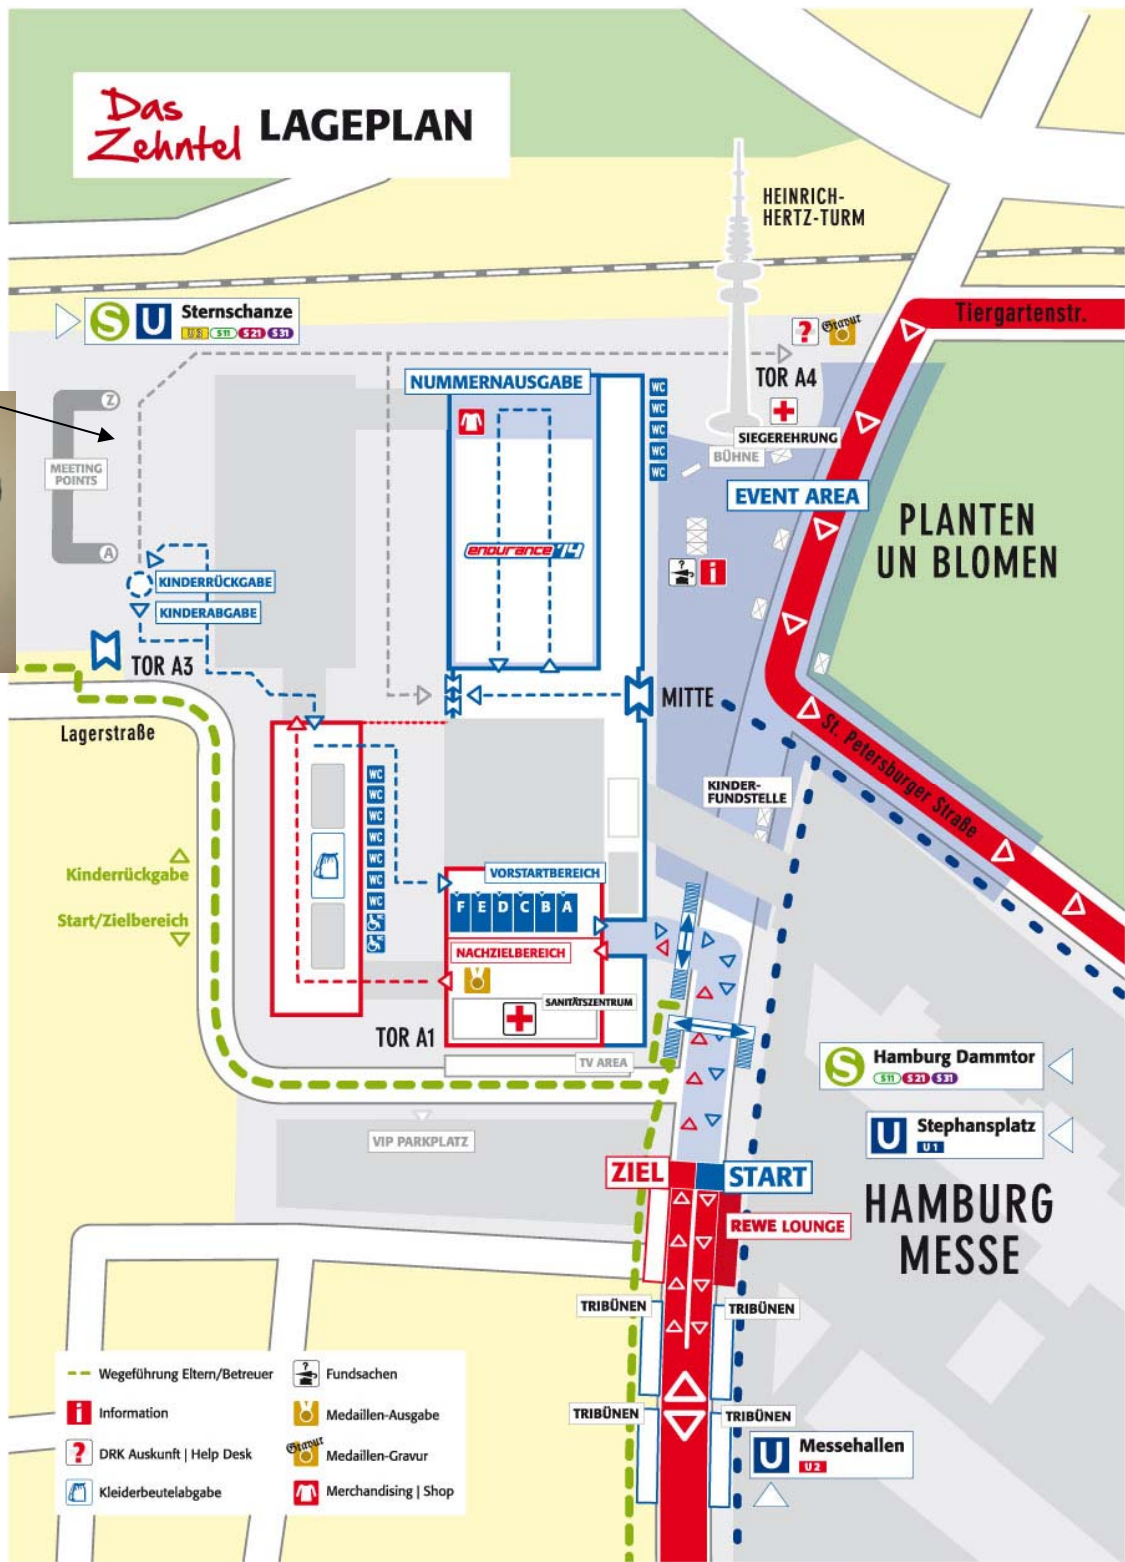 Das
Zehntel
LAGEPLAN
HEINRICH-
HERTZ-TURM
S U Sternschanze
U3 S11 S21 S31
Tiergartenstr.
? Gravur
TOR A4
NUMMERNAUSGABE
WC
WC
WC
WC
WC
SIEGEREHRUNG
BÜHNE
Z
MEETING
POINTS
A
EVENT AREA
PLANTEN
UN BLOMEN
endurance '14
? i
KINDERRÜCKGABE
KINDERABGABE
TOR A3
MITTE
Lagerstraße
St. Petersburger Straße
KINDER-
FUNDSTELLE
WC
WC
WC
WC
WC
WC
WC
Kinderrückgabe
Start/Zielbereich
VORSTARTBEREICH
F E D C B A
NACHZIELBEREICH
SANITÄTSZENTRUM
TOR A1
TV AREA
S Hamburg Dammtor
S11 S21 S31
U Stephansplatz
U1
VIP PARKPLATZ
ZIEL START
REWE LOUNGE
HAMBURG
MESSE
TRIBÜNEN TRIBÜNEN
TRIBÜNEN TRIBÜNEN
U Messehallen
U2
Wegeführung Eltern/Betreuer
i Information
? DRK Auskunft | Help Desk
Kleiderbeutelabgabe
? Fundsachen
Medaillen-Ausgabe
Gravur Medaillen-Gravur
Merchandising | Shop